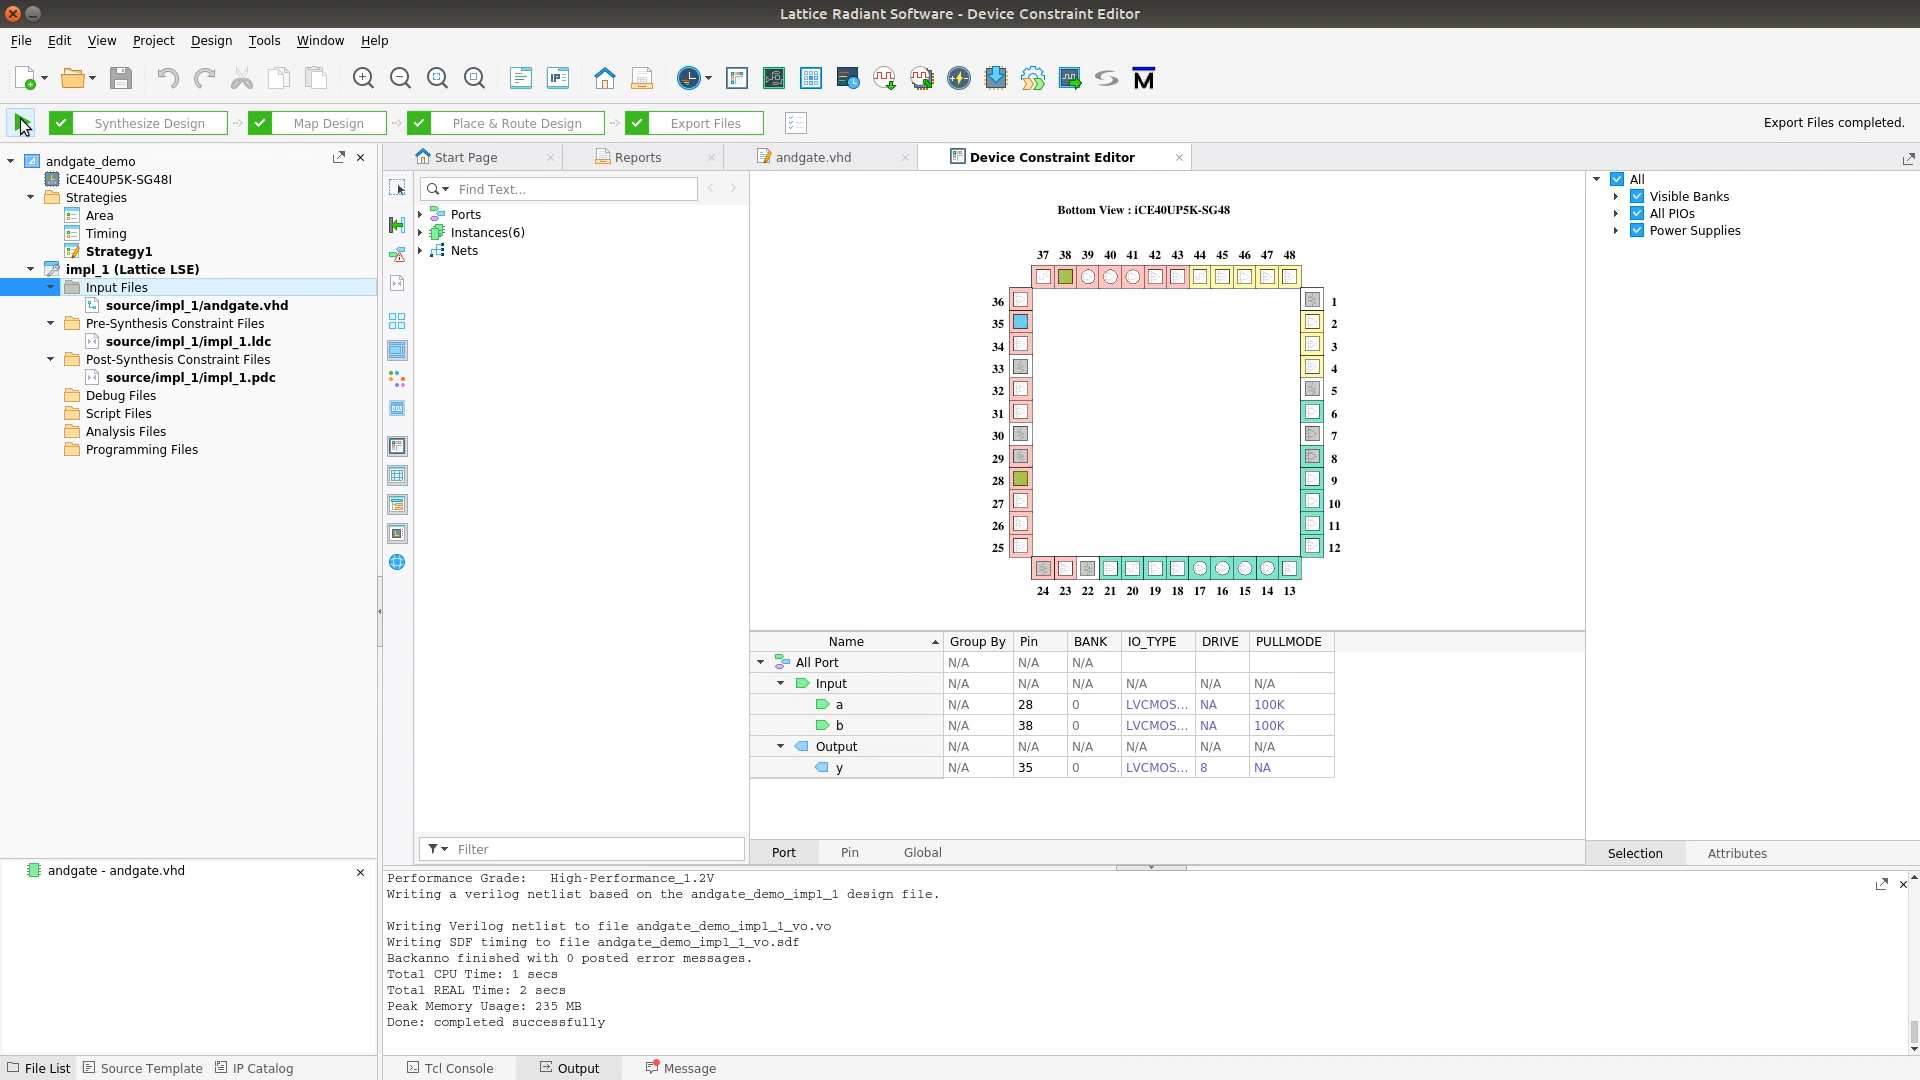 Lattice Radiant Software - Device Constraint Editor
File Edit View Project Design Tools Window Help
Synthesize Design Map Design Place & Route Design Export Files
Export Files completed.
andgate_demo
iCE40UP5K-SG48I
Strategies
Area
Timing
Strategy1
impl_1 (Lattice LSE)
Input Files
source/impl_1/andgate.vhd
Pre-Synthesis Constraint Files
source/impl_1/impl_1.ldc
Post-Synthesis Constraint Files
source/impl_1/impl_1.pdc
Debug Files
Script Files
Analysis Files
Programming Files
andgate - andgate.vhd
File List Source Template IP Catalog
Start Page Reports andgate.vhd Device Constraint Editor
Find Text...
Ports
Instances(6)
Nets
Filter
Bottom View : iCE40UP5K-SG48
37 38 39 40 41 42 43 44 45 46 47 48
36 1
35 2
34 3
33 4
32 5
31 6
30 7
29 8
28 9
27 10
26 11
25 12
24 23 22 21 20 19 18 17 16 15 14 13
Name Group By Pin BANK IO_TYPE DRIVE PULLMODE
All Port N/A N/A N/A
Input N/A N/A N/A N/A N/A N/A
a N/A 28 0 LVCMOS... NA 100K
b N/A 38 0 LVCMOS... NA 100K
Output N/A N/A N/A N/A N/A N/A
y N/A 35 0 LVCMOS... 8 NA
Port Pin Global
All
Visible Banks
All PIOs
Power Supplies
Selection Attributes
Performance Grade: High-Performance_1.2V
Writing a verilog netlist based on the andgate_demo_impl_1 design file.
Writing Verilog netlist to file andgate_demo_impl_1_vo.vo
Writing SDF timing to file andgate_demo_impl_1_vo.sdf
Backanno finished with 0 posted error messages.
Total CPU Time: 1 secs
Total REAL Time: 2 secs
Peak Memory Usage: 235 MB
Done: completed successfully
Tcl Console Output Message